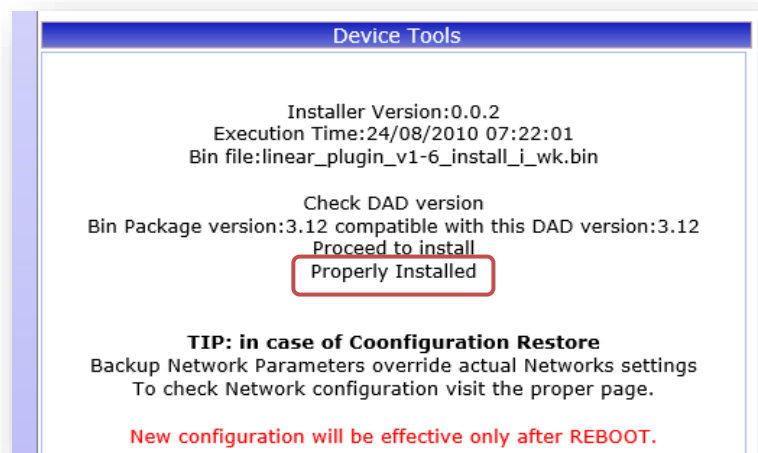 Device Tools
Installer Version:0.0.2
Execution Time:24/08/2010 07:22:01
Bin file:linear_plugin_v1-6_install_i_wk.bin
Check DAD version
Bin Package version:3.12 compatible with this DAD version:3.12
Proceed to install
Properly Installed
TIP: in case of Coonfiguration Restore
Backup Network Parameters override actual Networks settings
To check Network configuration visit the proper page.
New configuration will be effective only after REBOOT.